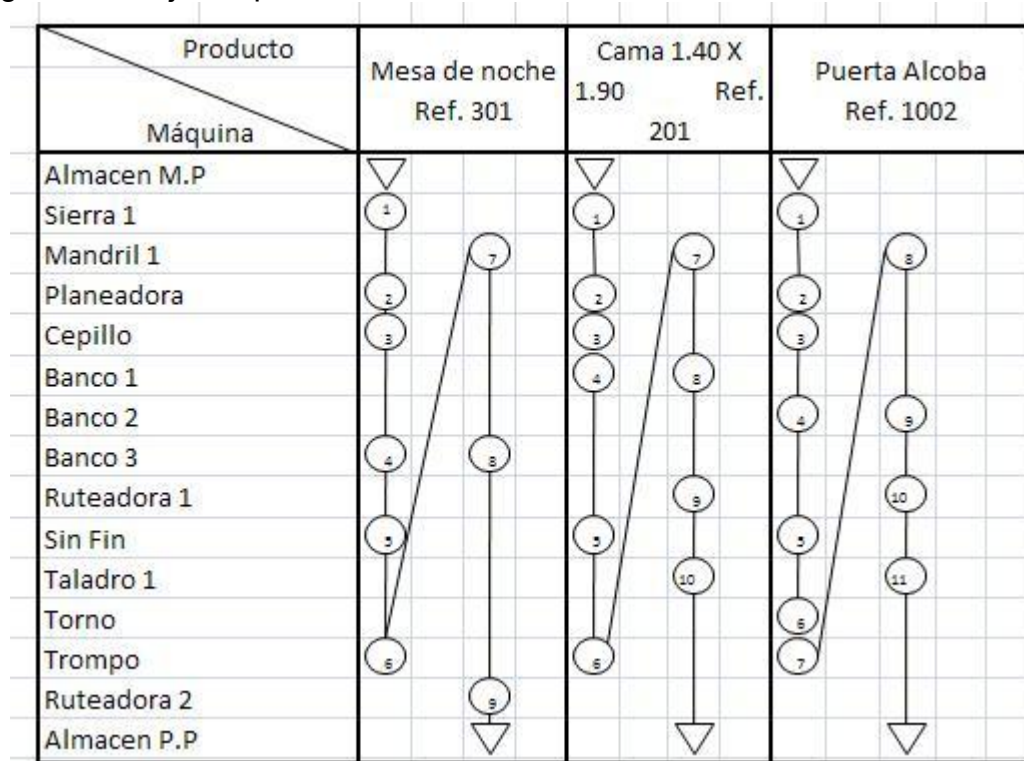 Producto
Máquina
Mesa de noche
Ref. 301
Cama 1.40 X
1.90 Ref.
201
Puerta Alcoba
Ref. 1002
Almacen M.P
Sierra 1 1 1 1
Mandril 1 7 7 8
Planeadora 2 2 2
Cepillo 3 3 3
Banco 1 4 8
Banco 2 4 9
Banco 3 4 8
Ruteadora 1 9 10
Sin Fin 5 5 5
Taladro 1 10 11
Torno 6
Trompo 6 6 7
Ruteadora 2 9
Almacen P.P